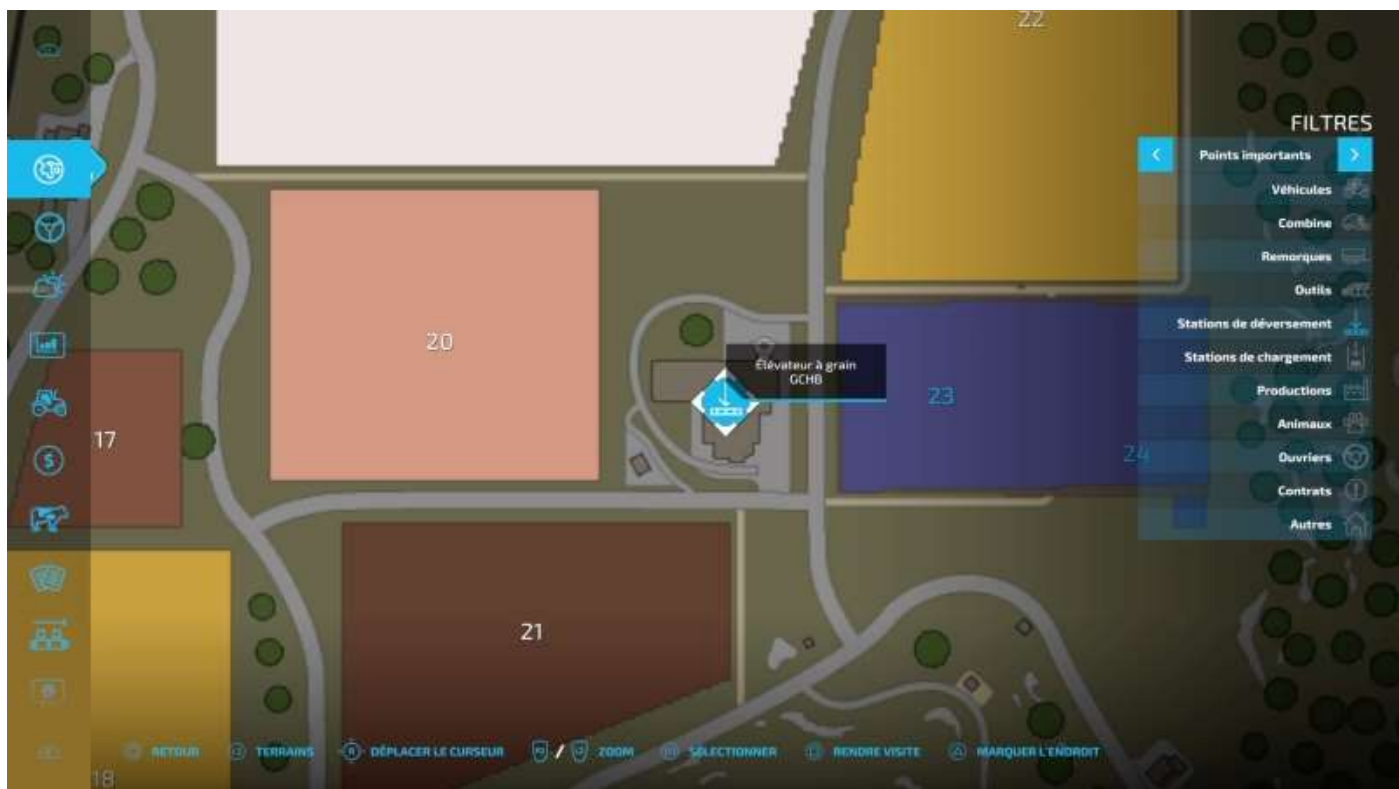 22
FILTRES
Points importants
Véhicules
Combine
Remorques
Outils
Stations de déversement
Stations de chargement
Productions
Animaux
Ouvriers
Contrats
Autres
20
Élévateur à grain
GCHB
23
17
24
21
18
RETOUR
TERRAINS
DÉPLACER LE CURSEUR
/
ZOOM
SÉLECTIONNER
RENDRE VISITE
MARQUER L'ENDROIT